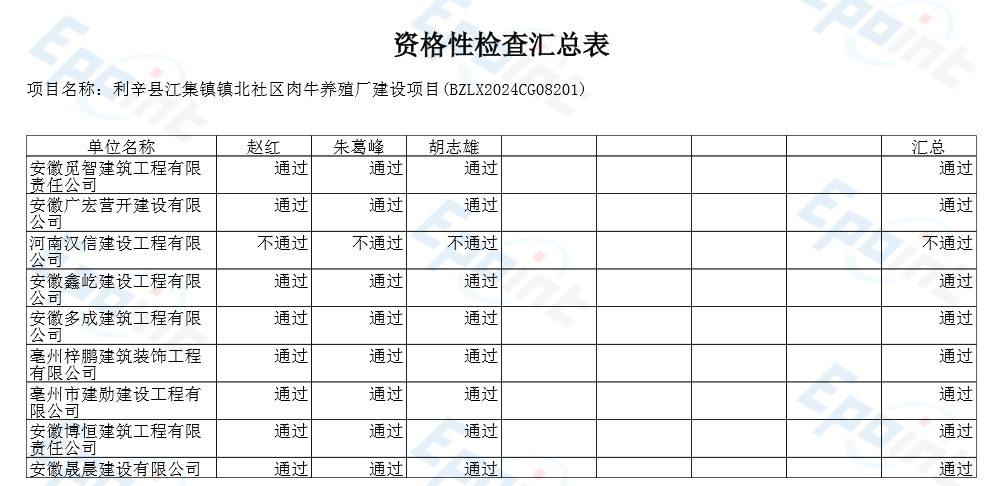 资格性检查汇总表
项目名称：利辛县江集镇镇北社区肉牛养殖厂建设项目(BZLX2024CG08201)
单位名称 赵红 朱葛峰 胡志雄 汇总
安徽觅智建筑工程有限 通过 通过 通过 通过
责任公司
安徽广宏营开建设有限 通过 通过 通过 通过
公司
河南汉信建设工程有限 不通过 不通过 不通过 不通过
公司
安徽鑫屹建设工程有限 通过 通过 通过 通过
公司
安徽多成建筑工程有限 通过 通过 通过 通过
公司
亳州梓鹏建筑装饰工程 通过 通过 通过 通过
有限公司
亳州市建勋建设工程有 通过 通过 通过 通过
限公司
安徽博恒建筑工程有限 通过 通过 通过 通过
责任公司
安徽晟晨建设有限公司 通过 通过 通过 通过
Epoint
Epoint
Epoint
Epoint
Epoint
Epoint
Epoint
Epoint